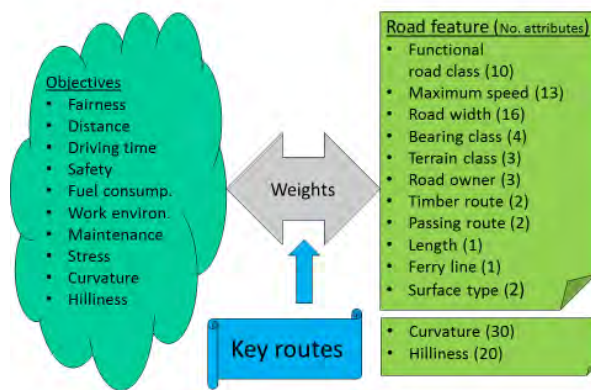 Objectives
• Fairness
• Distance
• Driving time
• Safety
• Fuel consump.
• Work environ.
• Maintenance
• Stress
• Curvature
• Hilliness
Weights
Key routes
Road feature (No. attributes)
• Functional
road class (10)
• Maximum speed (13)
• Road width (16)
• Bearing class (4)
• Terrain class (3)
• Road owner (3)
• Timber route (2)
• Passing route (2)
• Length (1)
• Ferry line (1)
• Surface type (2)
• Curvature (30)
• Hilliness (20)